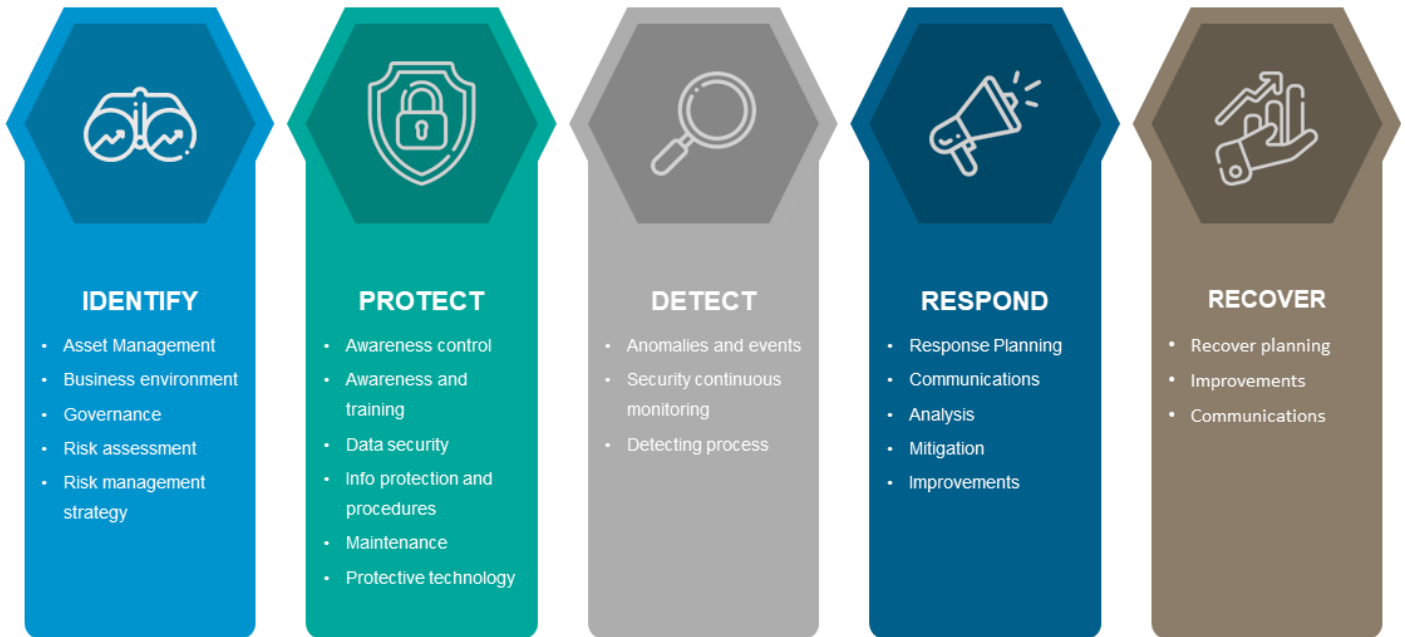 IDENTIFY
• Asset Management
• Business environment
• Governance
• Risk assessment
• Risk management
strategy
PROTECT
• Awareness control
• Awareness and
training
• Data security
• Info protection and
procedures
• Maintenance
• Protective technology
DETECT
• Anomalies and events
• Security continuous
monitoring
• Detecting process
RESPOND
• Response Planning
• Communications
• Analysis
• Mitigation
• Improvements
RECOVER
• Recover planning
• Improvements
• Communications